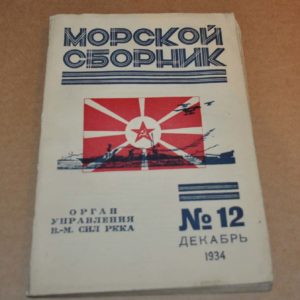 МОРСКОЙ
СБОРНИК
ОРГАН
УПРАВЛЕНИЯ
В.-М. СИЛ РККА
№ 12
ДЕКАБРЬ
1934